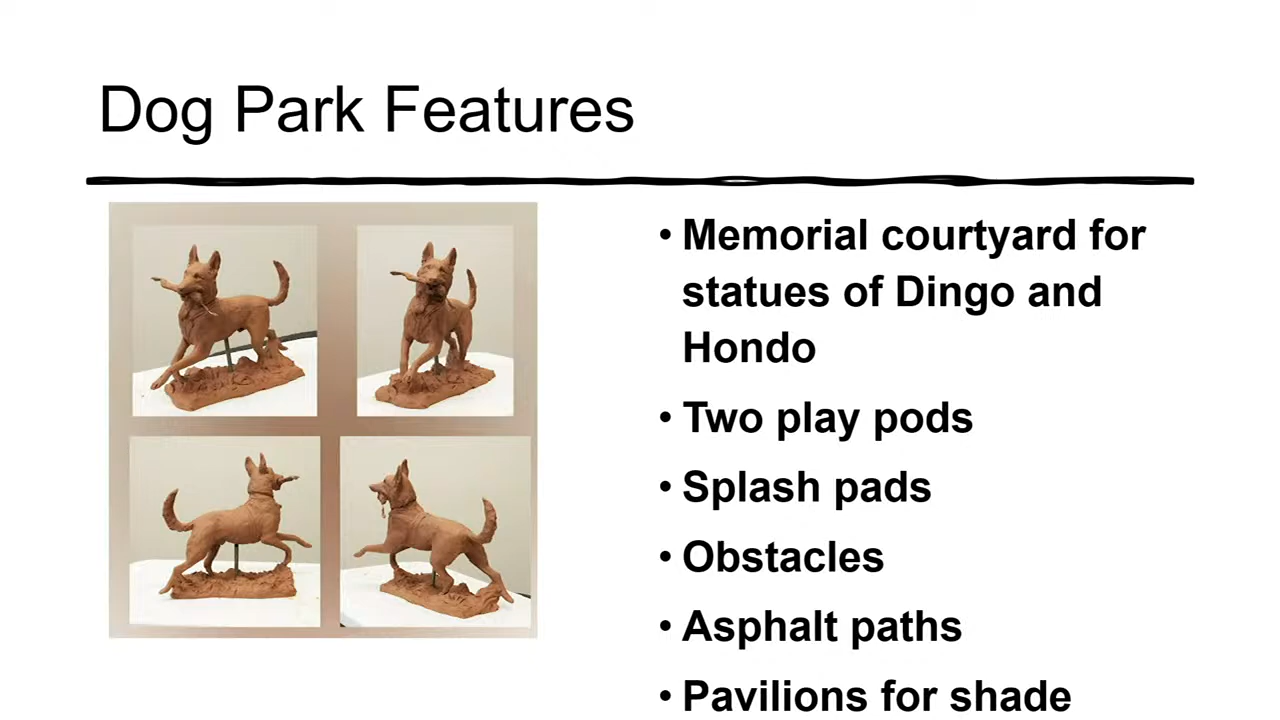 Dog Park Features
• Memorial courtyard for
statues of Dingo and
Hondo
• Two play pods
• Splash pads
• Obstacles
• Asphalt paths
• Pavilions for shade